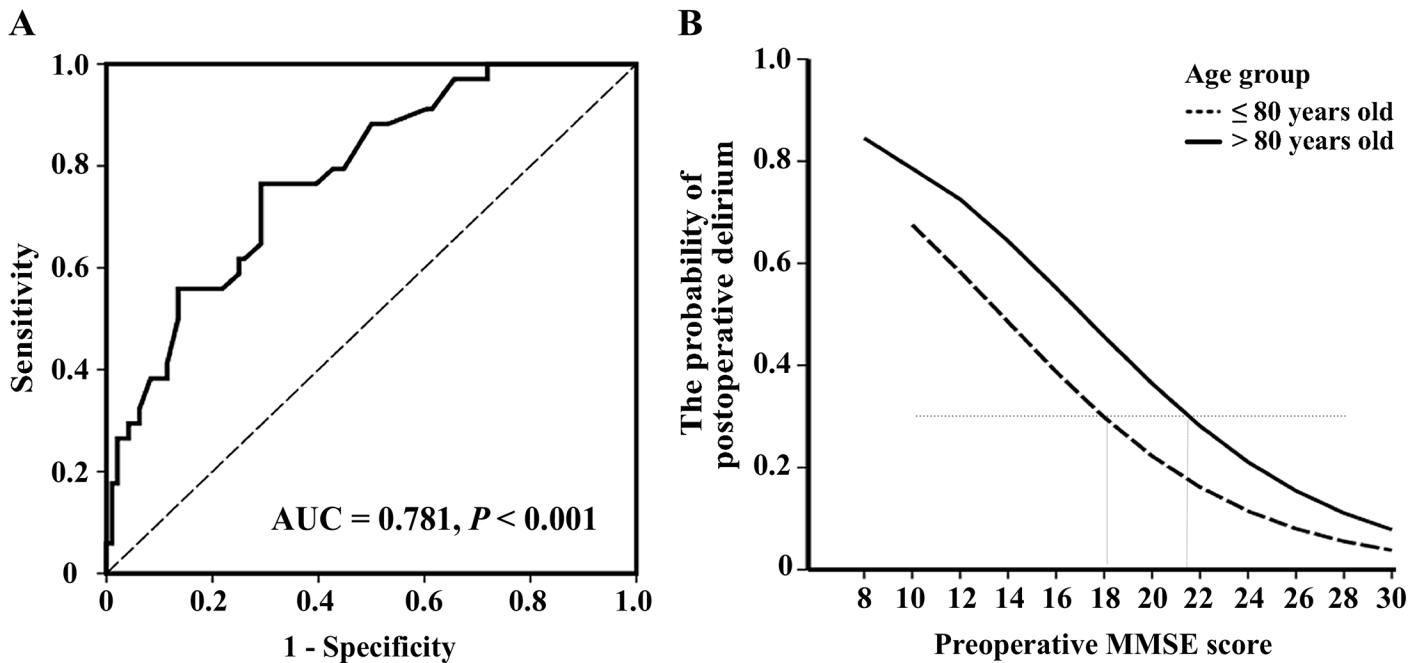 A
1.0
0.8
0.6
0.4
0.2
0
Sensitivity
AUC = 0.781, P < 0.001
0 0.2 0.4 0.6 0.8 1.0
1 - Specificity
B
1.0
0.8
0.6
0.4
0.2
0
The probability of
postoperative delirium
Age group
≤ 80 years old
> 80 years old
8 10 12 14 16 18 20 22 24 26 28 30
Preoperative MMSE score